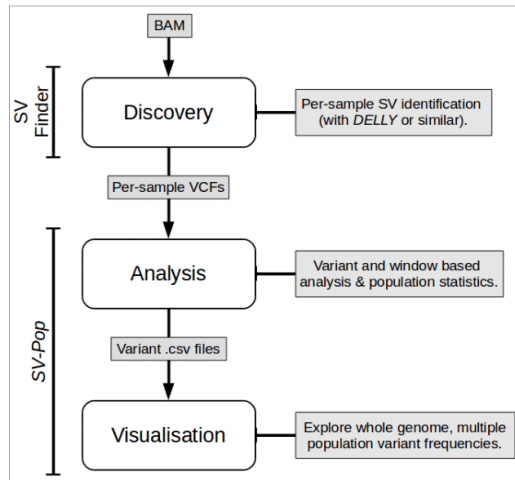 BAM
SV
Finder
Discovery
Per-sample SV identification
(with DELLY or similar).
Per-sample VCFs
SV-Pop
Analysis
Variant and window based
analysis & population statistics.
Variant .csv files
Visualisation
Explore whole genome, multiple
population variant frequencies.